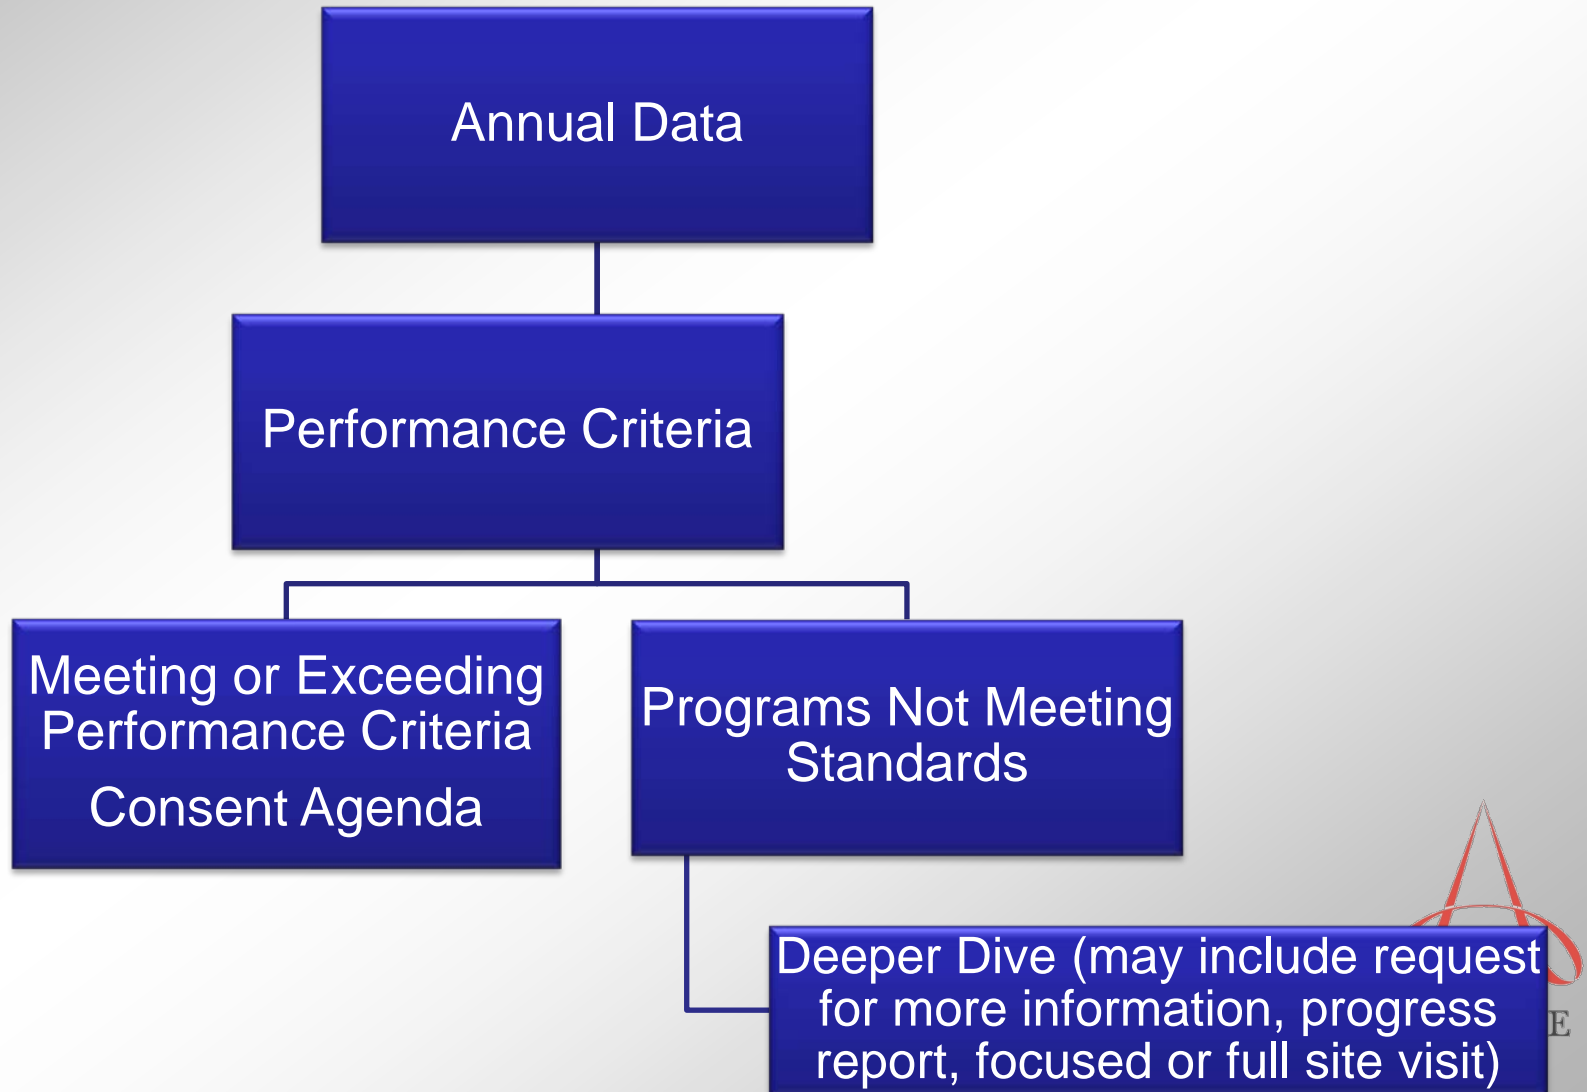 Annual Data
Performance Criteria
Meeting or Exceeding
Performance Criteria
Consent Agenda
Programs Not Meeting
Standards
Deeper Dive (may include request
for more information, progress
report, focused or full site visit)
E